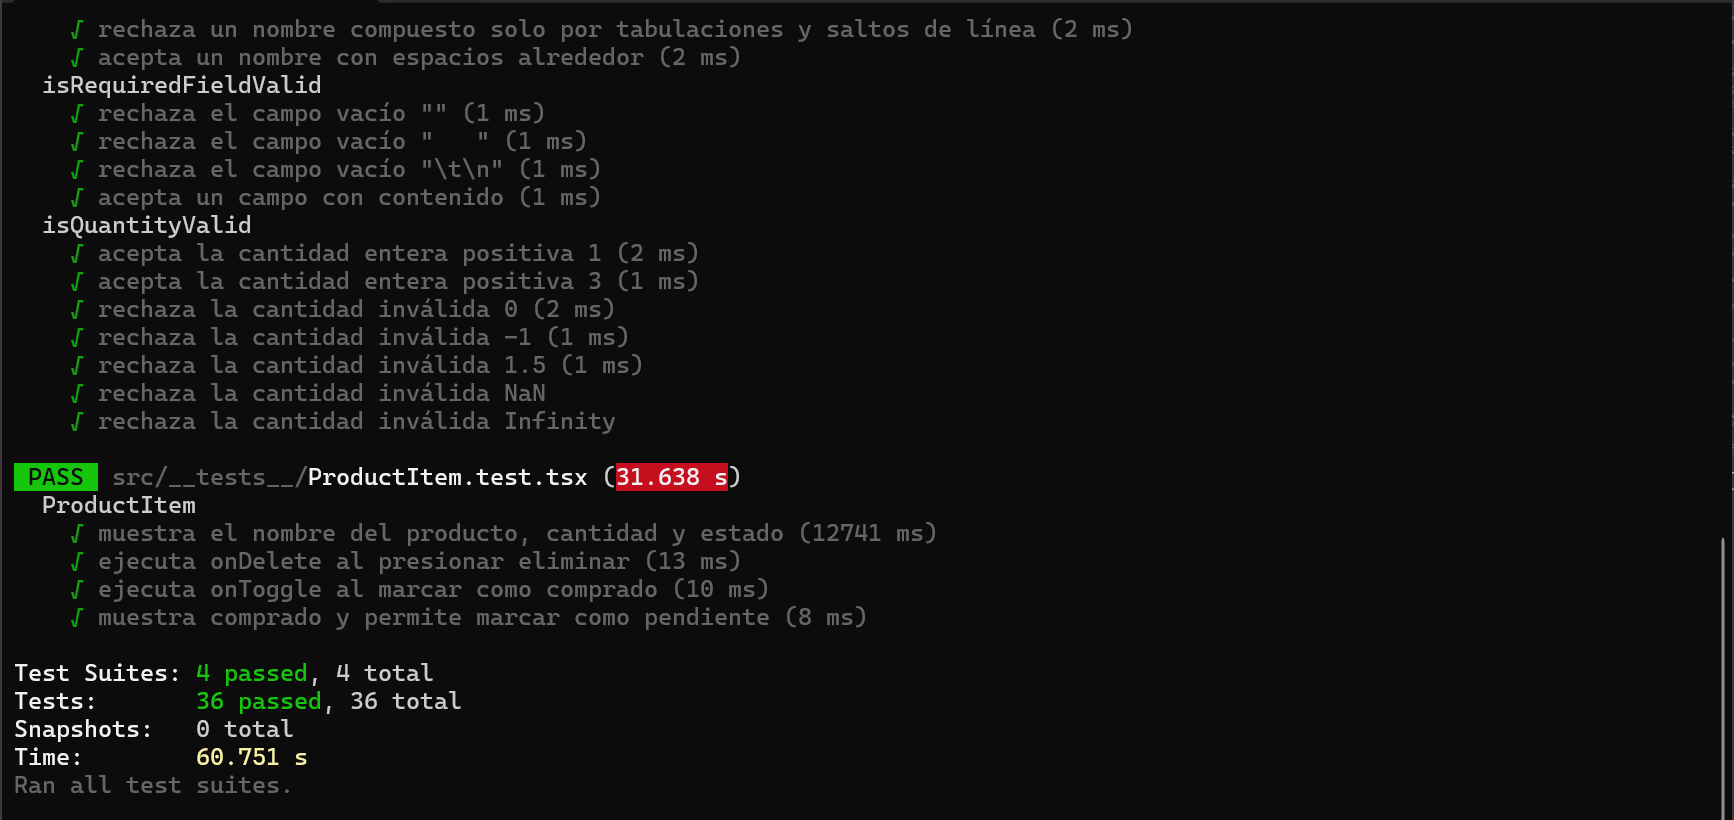 √ rechaza un nombre compuesto solo por tabulaciones y saltos de línea (2 ms)
√ acepta un nombre con espacios alrededor (2 ms)
isRequiredFieldValid
√ rechaza el campo vacío "" (1 ms)
√ rechaza el campo vacío "   " (1 ms)
√ rechaza el campo vacío "\t\n" (1 ms)
√ acepta un campo con contenido (1 ms)
isQuantityValid
√ acepta la cantidad entera positiva 1 (2 ms)
√ acepta la cantidad entera positiva 3 (1 ms)
√ rechaza la cantidad inválida 0 (2 ms)
√ rechaza la cantidad inválida -1 (1 ms)
√ rechaza la cantidad inválida 1.5 (1 ms)
√ rechaza la cantidad inválida NaN
√ rechaza la cantidad inválida Infinity
PASS src/__tests__/ProductItem.test.tsx (31.638 s)
ProductItem
√ muestra el nombre del producto, cantidad y estado (12741 ms)
√ ejecuta onDelete al presionar eliminar (13 ms)
√ ejecuta onToggle al marcar como comprado (10 ms)
√ muestra comprado y permite marcar como pendiente (8 ms)
Test Suites: 4 passed, 4 total
Tests: 36 passed, 36 total
Snapshots: 0 total
Time: 60.751 s
Ran all test suites.